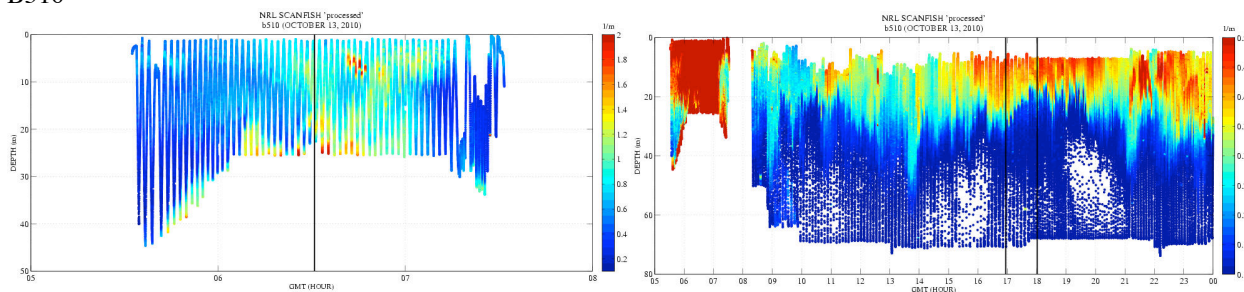 B510
NRL SCANFISH 'processed'
b510 (OCTOBER 13, 2010)
1/m
0
10
20
30
40
50
DEPTH (m)
05
06
07
08
GMT (HOUR)
2
1.8
1.6
1.4
1.2
1
0.8
0.6
0.4
0.2
NRL SCANFISH 'processed'
b510 (OCTOBER 13, 2010)
1/m
0
20
40
60
80
DEPTH (m)
05 06 07 08 09 10 11 12 13 14 15 16 17 18 19 20 21 22 23 00
GMT (HOUR)